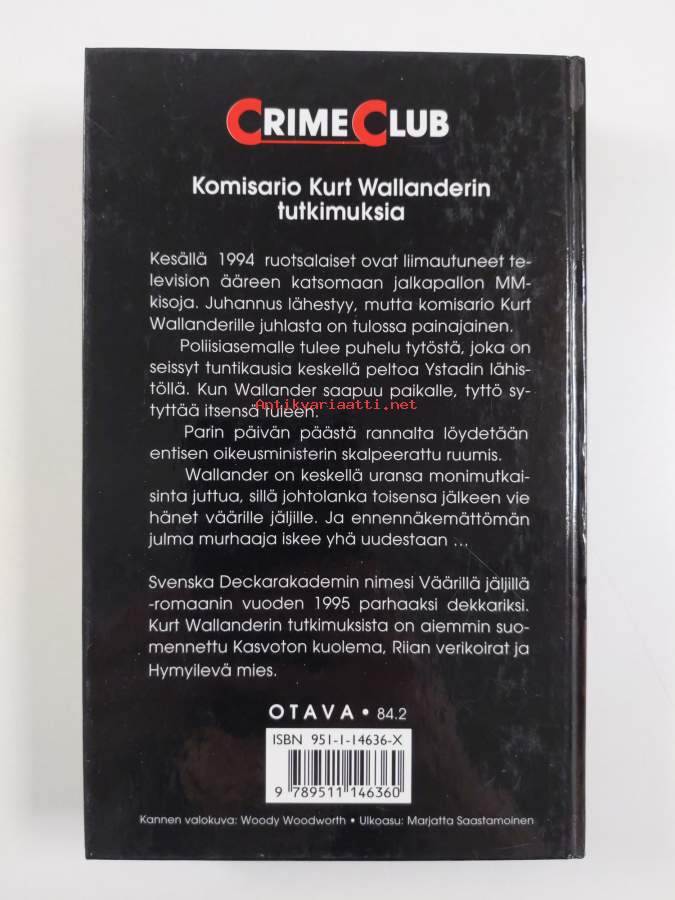 CRIME CLUB
Komisario Kurt Wallanderin
tutkimuksia
Kesällä 1994 ruotsalaiset ovat liimautuneet te-
levision ääreen katsomaan jalkapallon MM-
kisoja. Juhannus lähestyy, mutta komisario Kurt
Wallanderille juhlasta on tulossa painajainen.
Poliisiasemalle tulee puhelu tytöstä, joka on
seissyt tuntikausia keskellä peltoa Ystadin lähis-
töllä. Kun Wallander saapuu paikalle, tyttö sy-
tyttää itsensä tuleen.
Antikvariaatti.net
Parin päivän päästä rannalta löydetään
entisen oikeusministerin skalpeerattu ruumis.
Wallander on keskellä uransa monimutkai-
sinta juttua, sillä johtolanka toisensa jälkeen vie
hänet väärille jäljille. Ja ennennäkemättömän
julma murhaaja iskee yhä uudestaan ...
Svenska Deckarakademin nimesi Väärillä jäljillä
-romaanin vuoden 1995 parhaaksi dekkariksi.
Kurt Wallanderin tutkimuksista on aiemmin suo-
mennettu Kasvoton kuolema, Riian verikoirat ja
Hymyilevä mies.
OTAVA • 84.2
ISBN 951-1-14636-X
9 789511 146360
Kannen valokuva: Woody Woodworth • Ulkoasu: Marjatta Saastamoinen